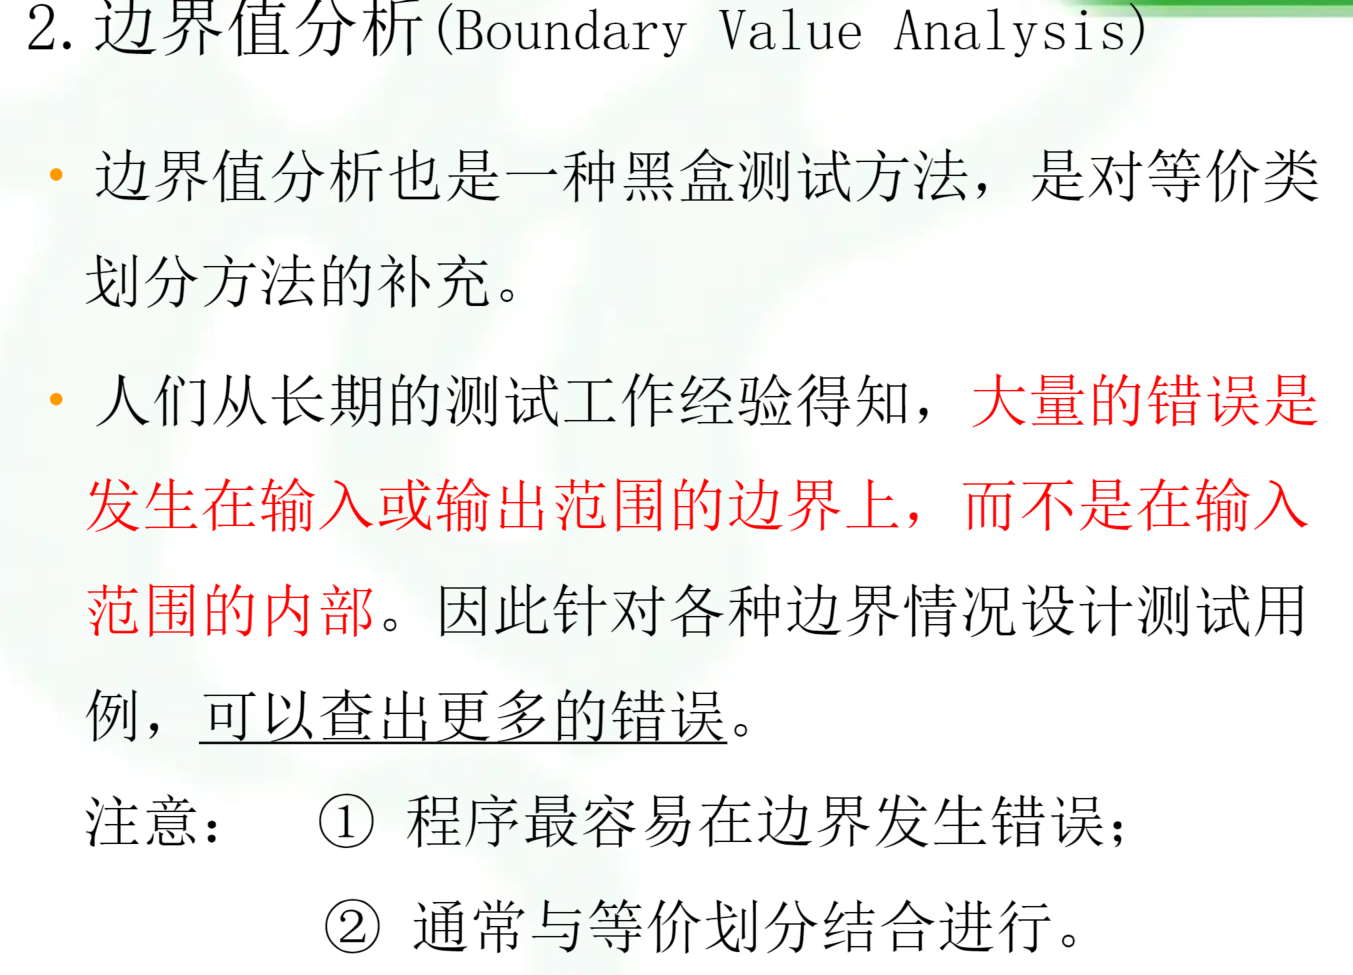 2. 边界值分析(Boundary Value Analysis)
• 边界值分析也是一种黑盒测试方法，是对等价类
划分方法的补充。
• 人们从长期的测试工作经验得知，大量的错误是
发生在输入或输出范围的边界上，而不是在输入
范围的内部。因此针对各种边界情况设计测试用
例，可以查出更多的错误。
注意： ① 程序最容易在边界发生错误；
② 通常与等价划分结合进行。